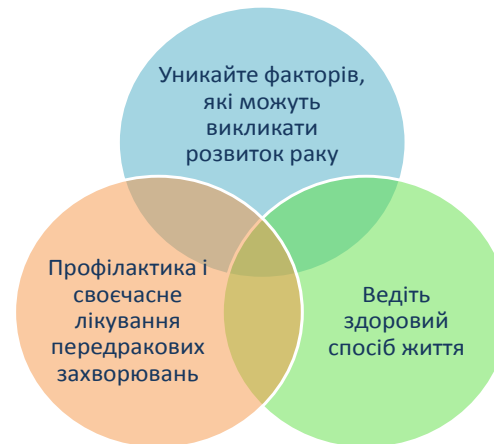 Уникайте факторів,
які можуть
викликати
розвиток раку
Профілактика і
своєчасне
лікування
передракових
захворювань
Ведіть
здоровий
спосіб життя